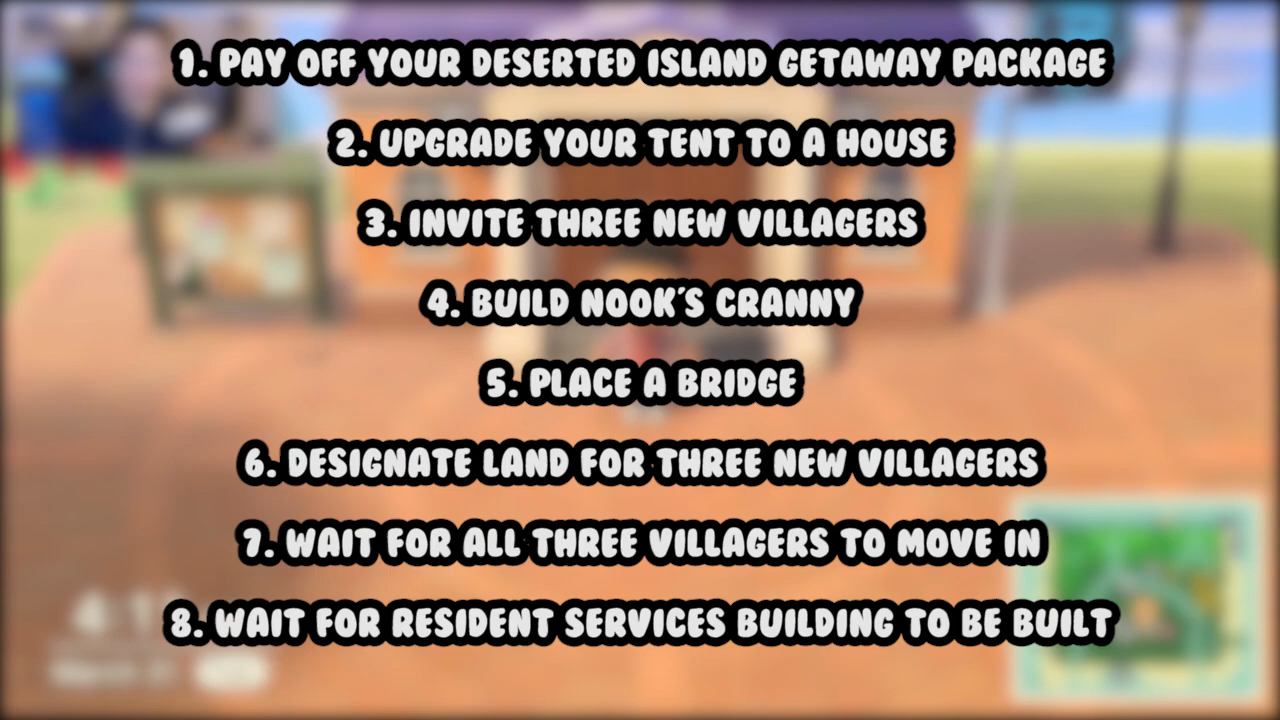 1. PAY OFF YOUR DESERTED ISLAND GETAWAY PACKAGE
2. UPGRADE YOUR TENT TO A HOUSE
3. INVITE THREE NEW VILLAGERS
4. BUILD NOOK'S CRANNY
5. PLACE A BRIDGE
6. DESIGNATE LAND FOR THREE NEW VILLAGERS
7. WAIT FOR ALL THREE VILLAGERS TO MOVE IN
8. WAIT FOR RESIDENT SERVICES BUILDING TO BE BUILT